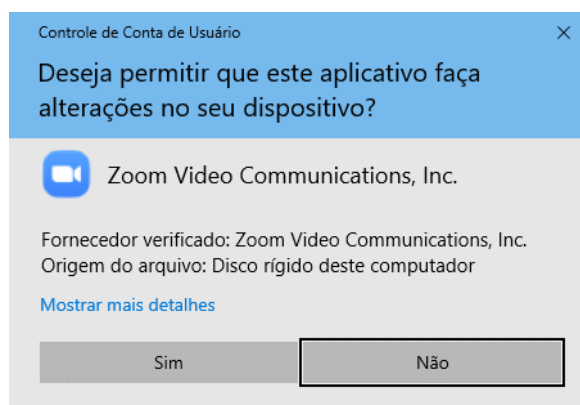 Controle de Conta de Usuário
Deseja permitir que este aplicativo faça
alterações no seu dispositivo?
Zoom Video Communications, Inc.
Fornecedor verificado: Zoom Video Communications, Inc.
Origem do arquivo: Disco rígido deste computador
Mostrar mais detalhes
Sim
Não